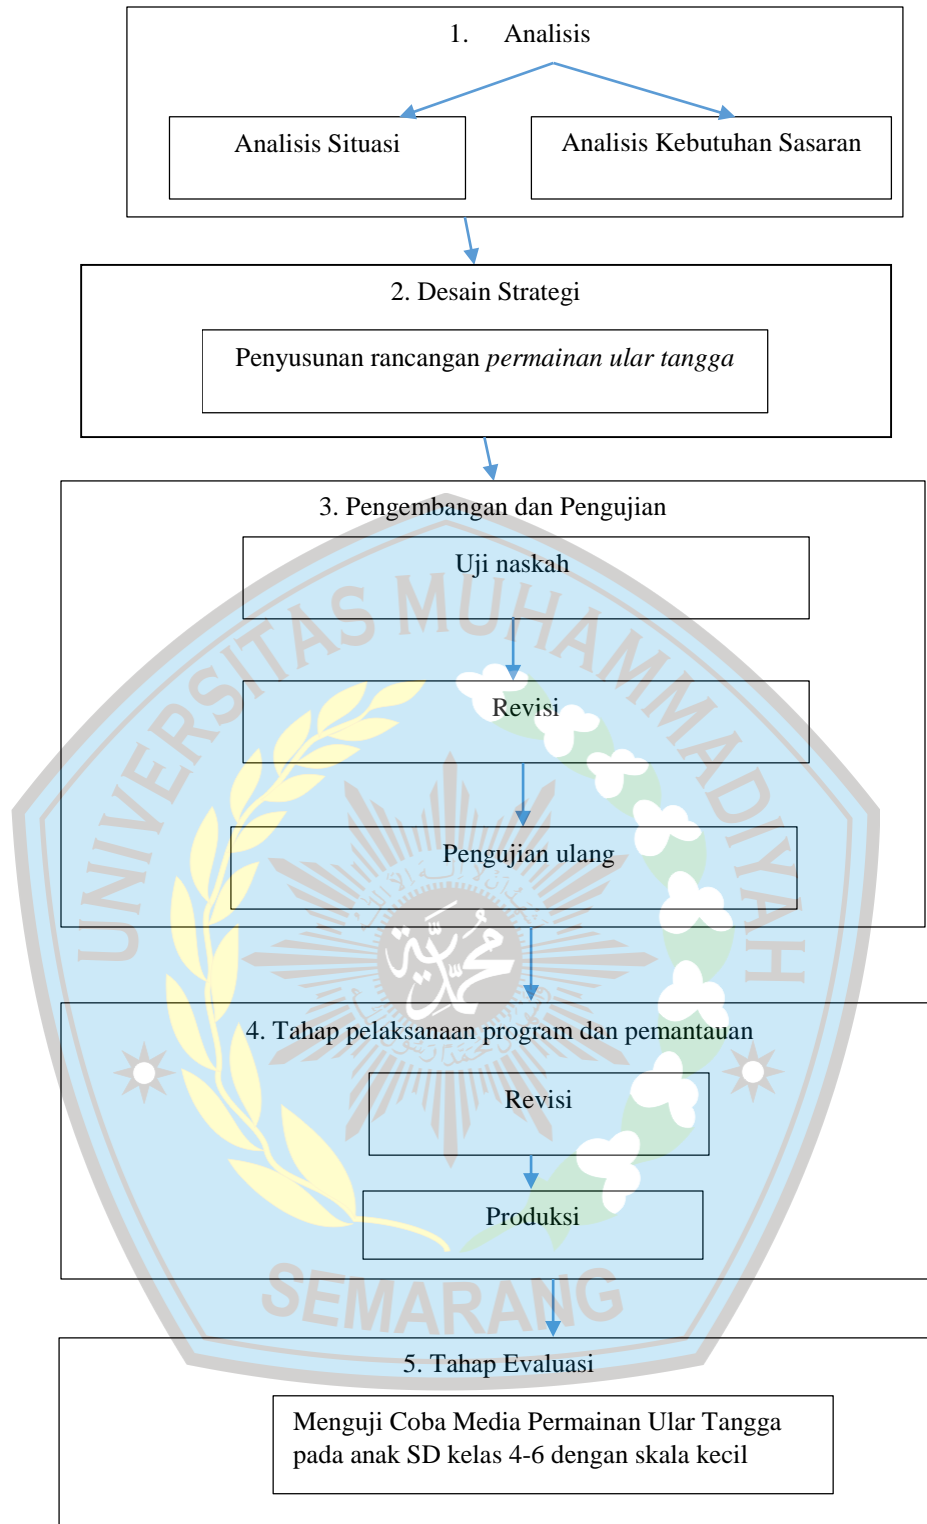 1. Analisis
Analisis Situasi
Analisis Kebutuhan Sasaran
2. Desain Strategi
Penyusunan rancangan permainan ular tangga
3. Pengembangan dan Pengujian
Uji naskah
UNIVERSITAS MUHAMMADIYAH
Revisi
Pengujian ulang
محمدية
4. Tahap pelaksanaan program dan pemantauan
Revisi
Produksi
SEMARANG
5. Tahap Evaluasi
Menguji Coba Media Permainan Ular Tangga
pada anak SD kelas 4-6 dengan skala kecil